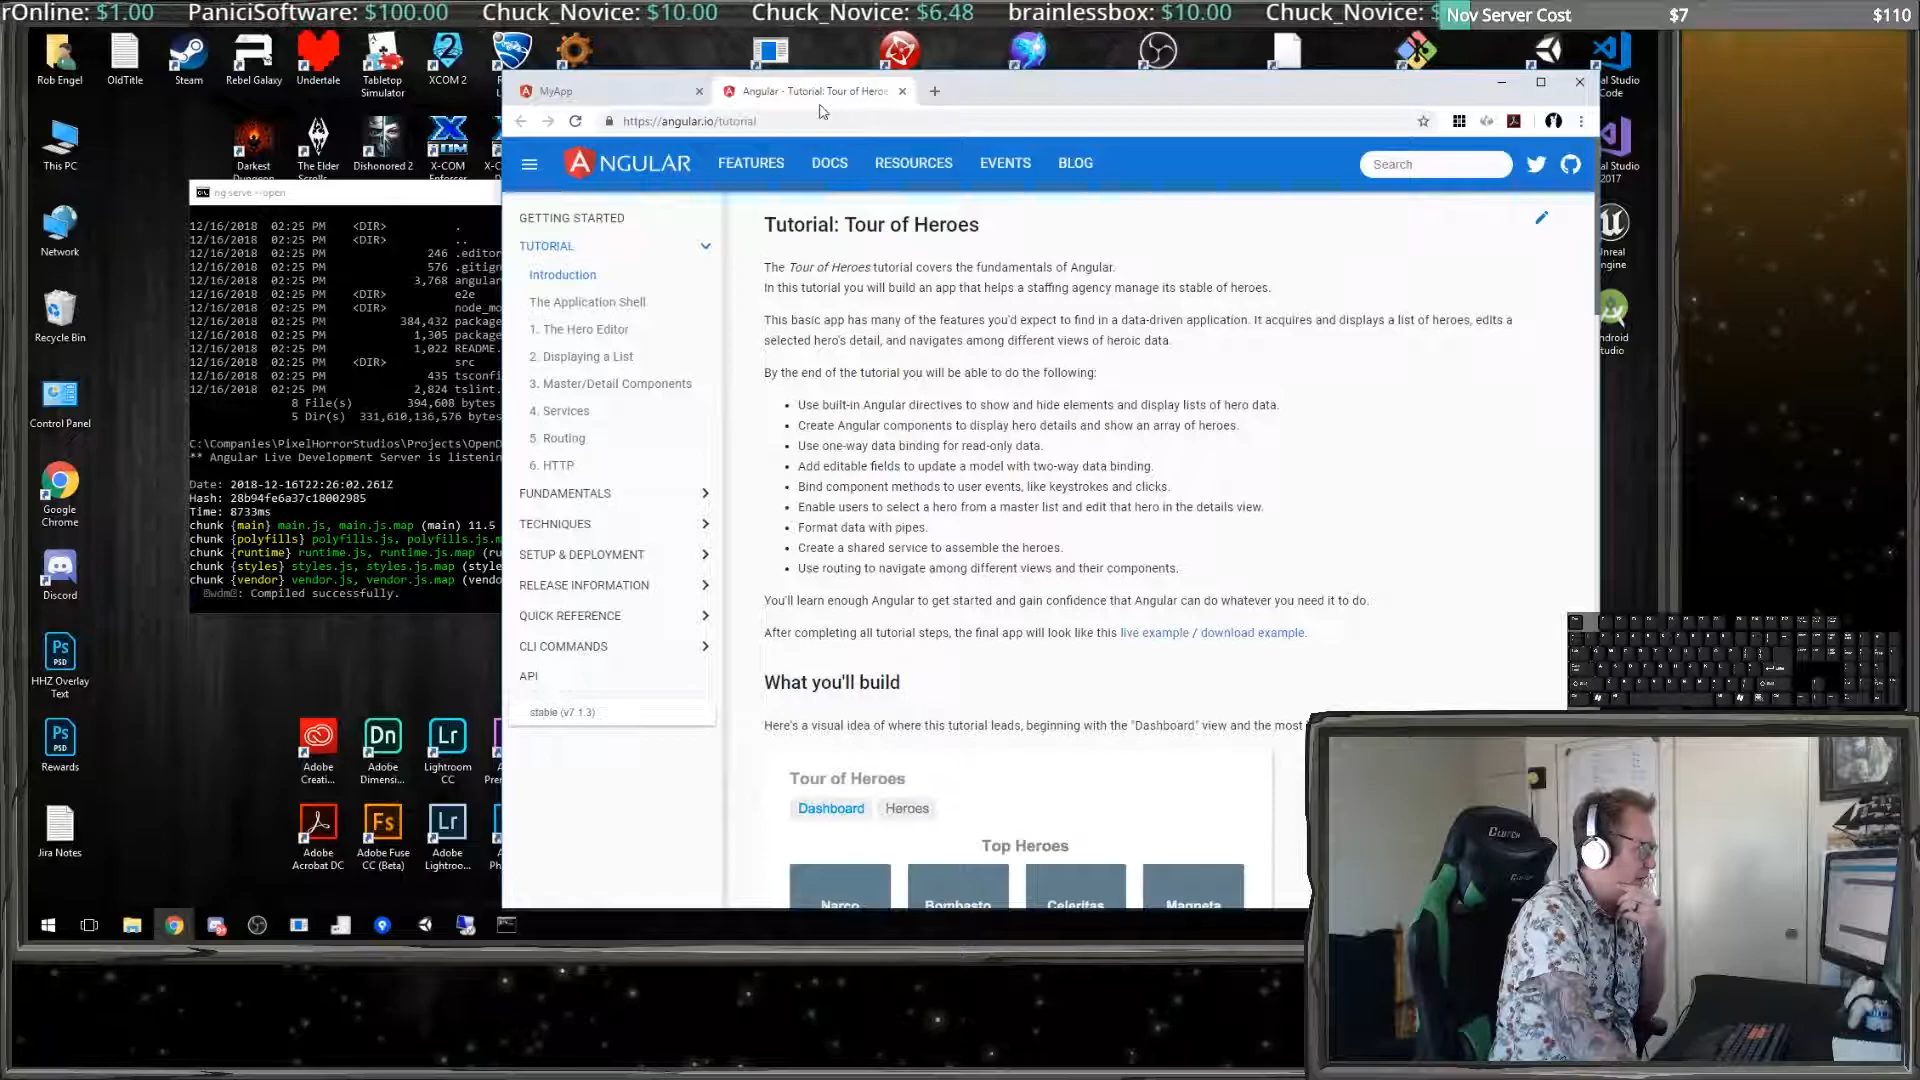 rOnline: $1.00 PaniciSoftware: $100.00 Chuck_Novice: $10.00 Chuck_Novice: $6.48 brainlessbox: $10.00 Chuck_Novice: $
Nov Server Cost $7 $110
Rob Engel
OldTitle
Steam
Rebel Galaxy
Undertale
Tabletop Simulator
XCOM 2
Code
This PC
Darkest
The Elder
Dishonored 2
X-COM
2017
Network
Recycle Bin
Control Panel
Google Chrome
Discord
HHZ Overlay Text
Rewards
Jira Notes
Adobe Creati...
Adobe Dimensi...
Lightroom CC
Adobe Acrobat DC
Adobe Fuse CC (Beta)
Adobe Lightroo...
ng serve --open
12/16/2018 02:25 PM <DIR> .
12/16/2018 02:25 PM <DIR> ..
12/16/2018 02:25 PM 246 .editor
12/16/2018 02:25 PM 576 .gitign
12/16/2018 02:25 PM 3,768 angular
12/16/2018 02:25 PM <DIR> e2e
12/16/2018 02:25 PM <DIR> node_mo
12/16/2018 02:25 PM 384,432 package
12/16/2018 02:25 PM 1,305 package
12/16/2018 02:25 PM 1,022 README.
12/16/2018 02:25 PM <DIR> src
12/16/2018 02:25 PM 435 tsconfi
12/16/2018 02:25 PM 2,824 tslint.
8 File(s) 394,608 bytes
5 Dir(s) 331,610,136,576 bytes
C:\Companies\PixelHorrorStudios\Projects\OpenD
** Angular Live Development Server is listenin
Date: 2018-12-16T22:26:02.261Z
Hash: 28b94fe6a37c18002985
Time: 8733ms
chunk {main} main.js, main.js.map (main) 11.5
chunk {polyfills} polyfills.js, polyfills.js.m
chunk {runtime} runtime.js, runtime.js.map (ru
chunk {styles} styles.js, styles.js.map (style
chunk {vendor} vendor.js, vendor.js.map (vendo
Compiled successfully.
MyApp
Angular - Tutorial: Tour of Heroe
https://angular.io/tutorial
ANGULAR FEATURES DOCS RESOURCES EVENTS BLOG Search
GETTING STARTED
TUTORIAL
Introduction
The Application Shell
1. The Hero Editor
2. Displaying a List
3. Master/Detail Components
4. Services
5. Routing
6. HTTP
FUNDAMENTALS
TECHNIQUES
SETUP & DEPLOYMENT
RELEASE INFORMATION
QUICK REFERENCE
CLI COMMANDS
API
stable (v7.1.3)
Tutorial: Tour of Heroes
The Tour of Heroes tutorial covers the fundamentals of Angular.
In this tutorial you will build an app that helps a staffing agency manage its stable of heroes.
This basic app has many of the features you'd expect to find in a data-driven application. It acquires and displays a list of heroes, edits a
selected hero's detail, and navigates among different views of heroic data.
By the end of the tutorial you will be able to do the following:
• Use built-in Angular directives to show and hide elements and display lists of hero data.
• Create Angular components to display hero details and show an array of heroes.
• Use one-way data binding for read-only data.
• Add editable fields to update a model with two-way data binding.
• Bind component methods to user events, like keystrokes and clicks.
• Enable users to select a hero from a master list and edit that hero in the details view.
• Format data with pipes.
• Create a shared service to assemble the heroes.
• Use routing to navigate among different views and their components.
You'll learn enough Angular to get started and gain confidence that Angular can do whatever you need it to do.
After completing all tutorial steps, the final app will look like this live example / download example.
What you'll build
Here's a visual idea of where this tutorial leads, beginning with the "Dashboard" view and the most
Tour of Heroes
Dashboard Heroes
Top Heroes
Narco Bombasto Celeritas Magneta